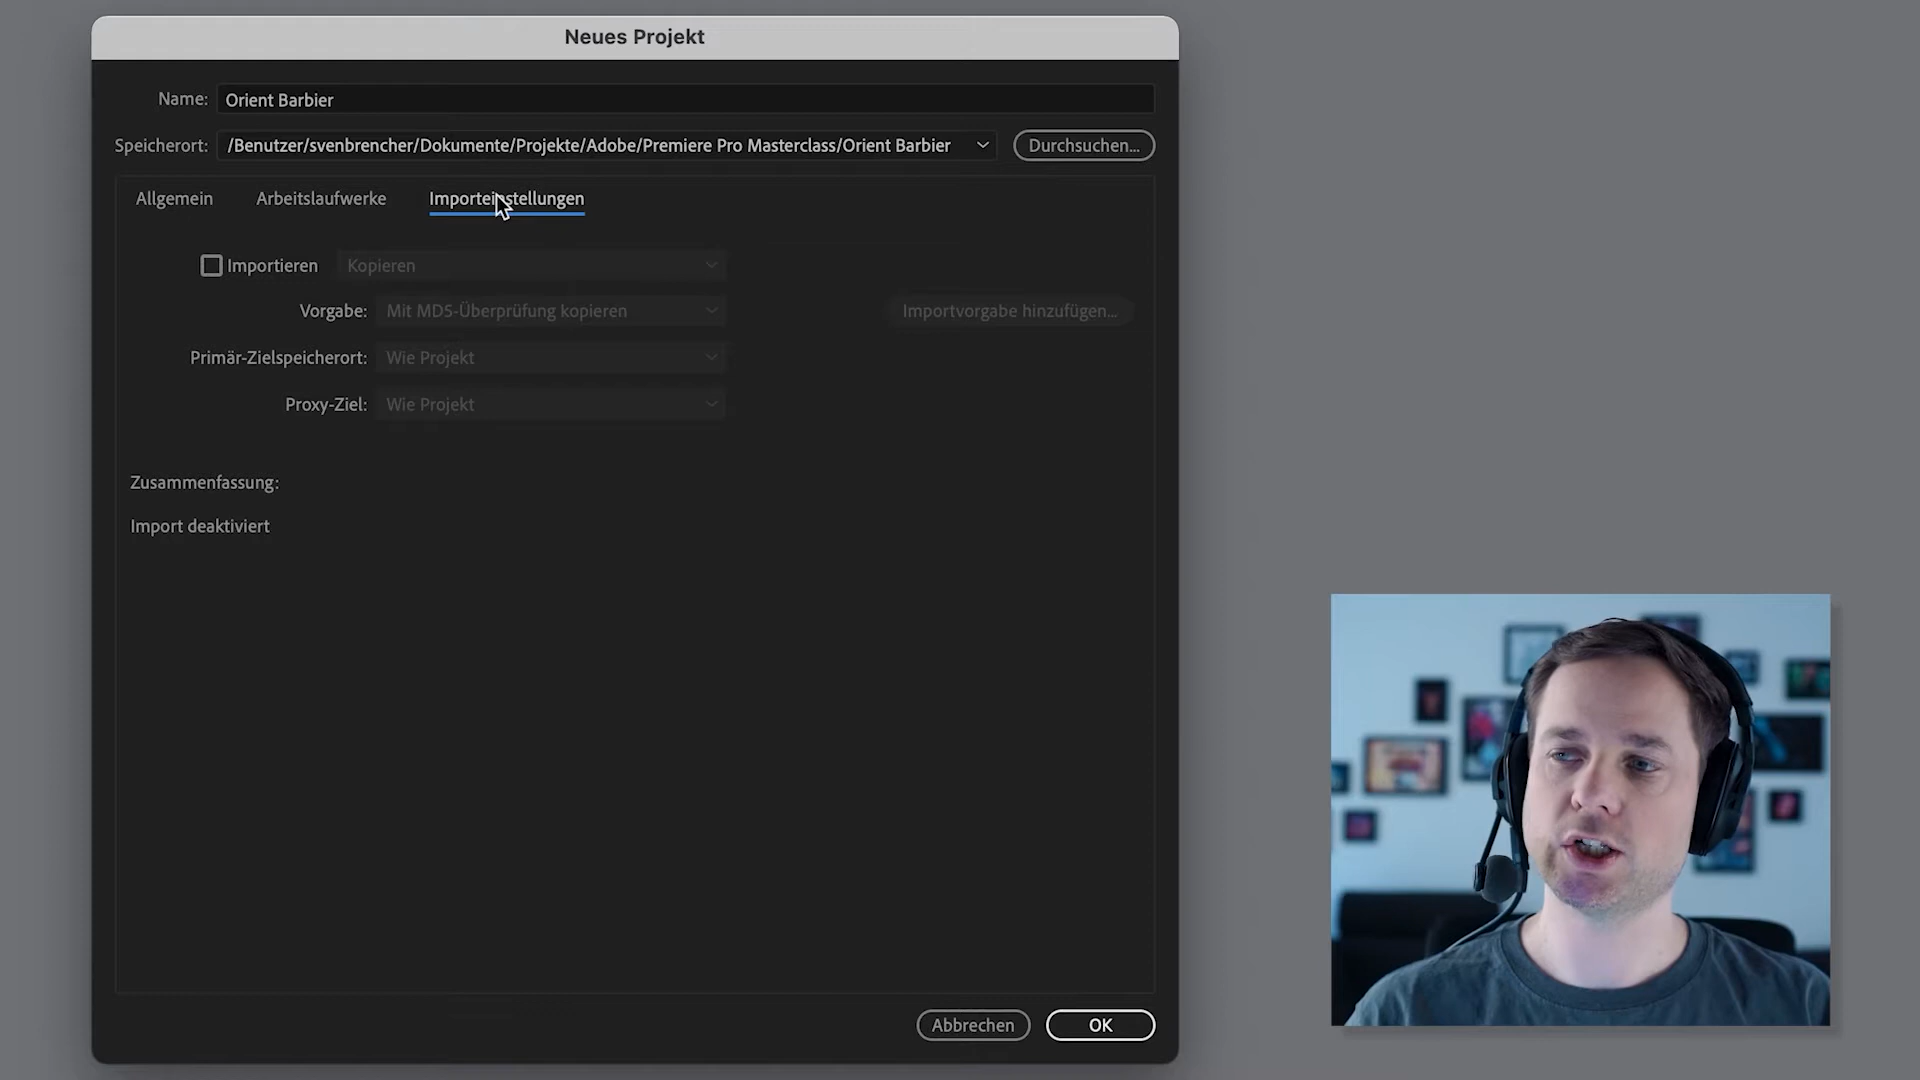 Neues Projekt
Name: Orient Barbier
Speicherort: /Benutzer/svenbrencher/Dokumente/Projekte/Adobe/Premiere Pro Masterclass/Orient Barbier Durchsuchen...
Allgemein Arbeitslaufwerke Importeinstellungen
Importieren Kopieren
Vorgabe: Mit MD5-Überprüfung kopieren Importvorgabe hinzufügen...
Primär-Zielspeicherort: Wie Projekt
Proxy-Ziel: Wie Projekt
Zusammenfassung:
Import deaktiviert
Abbrechen OK